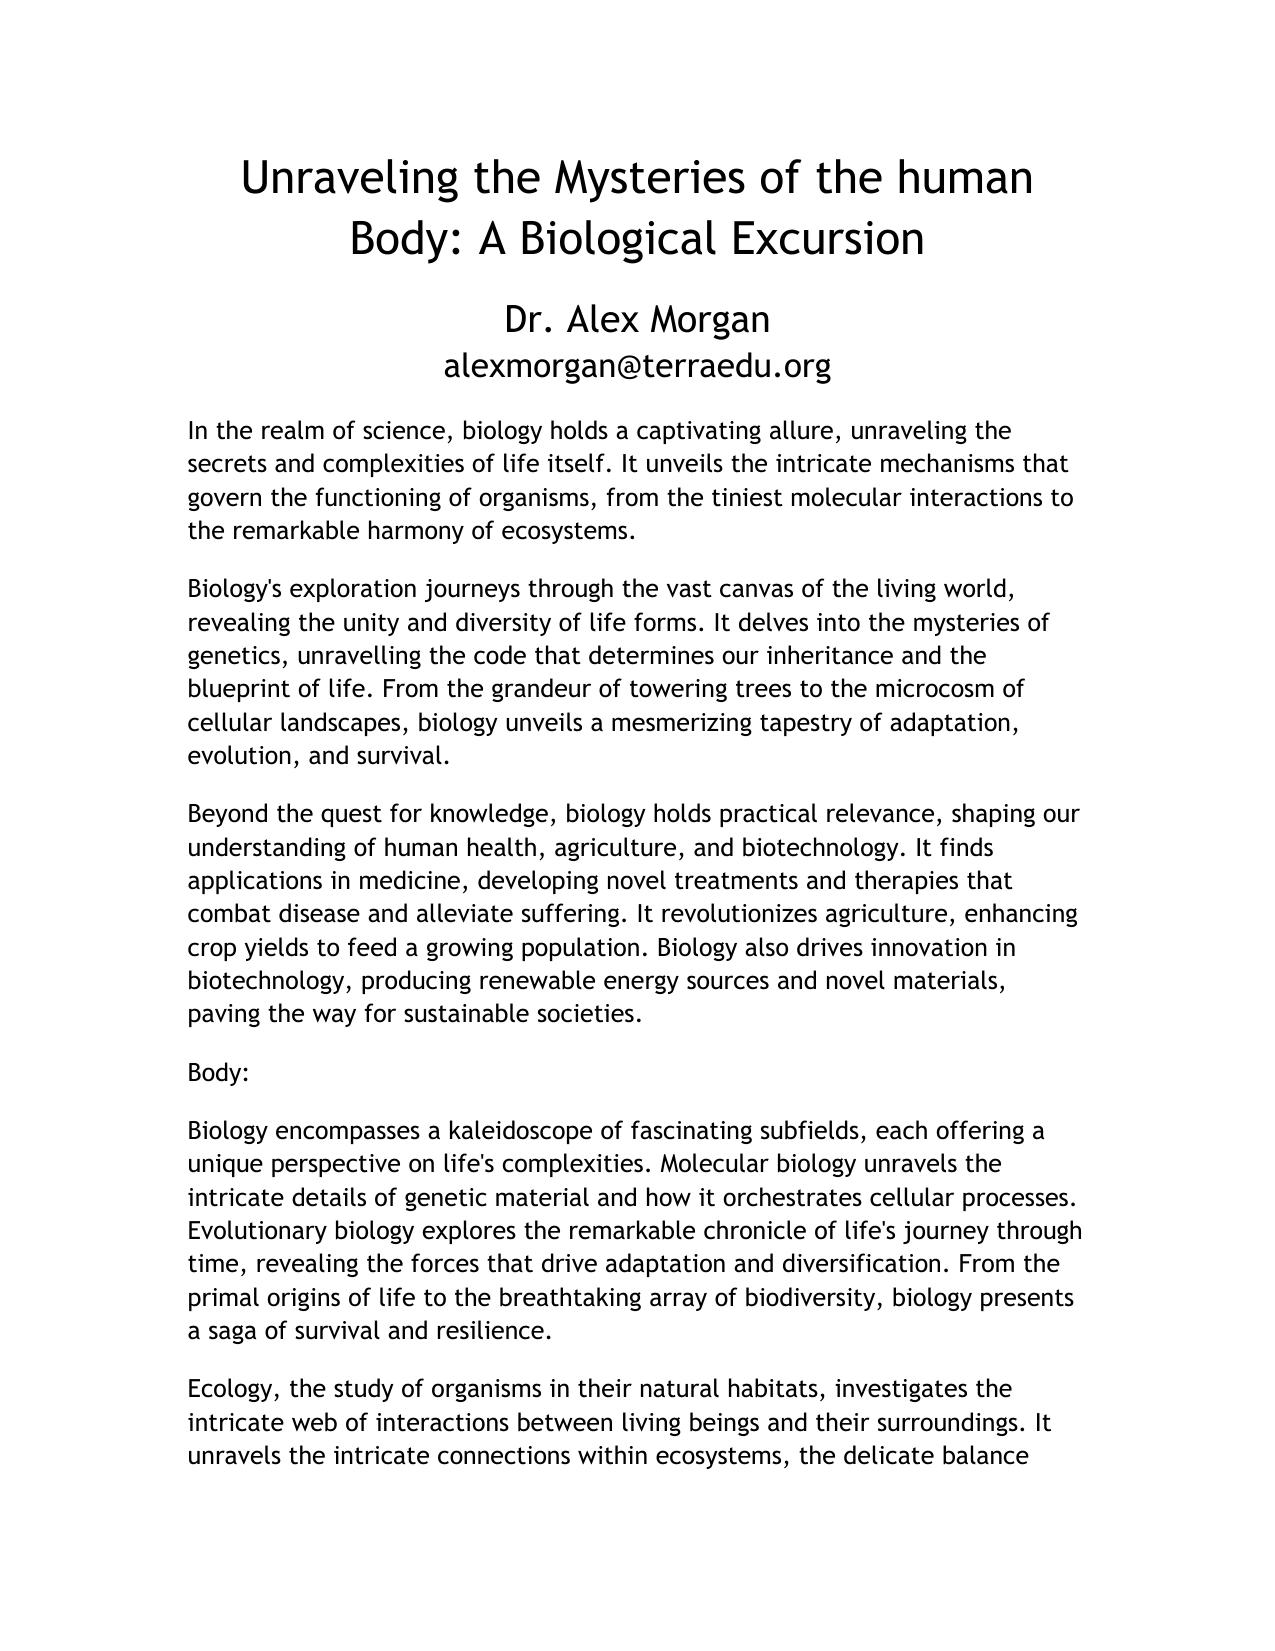 Unraveling the Mysteries of the human
Body: A Biological Excursion
Dr. Alex Morgan
alexmorgan@terraedu.org
In the realm of science, biology holds a captivating allure, unraveling the
secrets and complexities of life itself. It unveils the intricate mechanisms that
govern the functioning of organisms, from the tiniest molecular interactions to
the remarkable harmony of ecosystems.
Biology's exploration journeys through the vast canvas of the living world,
revealing the unity and diversity of life forms. It delves into the mysteries of
genetics, unravelling the code that determines our inheritance and the
blueprint of life. From the grandeur of towering trees to the microcosm of
cellular landscapes, biology unveils a mesmerizing tapestry of adaptation,
evolution, and survival.
Beyond the quest for knowledge, biology holds practical relevance, shaping our
understanding of human health, agriculture, and biotechnology. It finds
applications in medicine, developing novel treatments and therapies that
combat disease and alleviate suffering. It revolutionizes agriculture, enhancing
crop yields to feed a growing population. Biology also drives innovation in
biotechnology, producing renewable energy sources and novel materials,
paving the way for sustainable societies.
Body:
Biology encompasses a kaleidoscope of fascinating subfields, each offering a
unique perspective on life's complexities. Molecular biology unravels the
intricate details of genetic material and how it orchestrates cellular processes.
Evolutionary biology explores the remarkable chronicle of life's journey through
time, revealing the forces that drive adaptation and diversification. From the
primal origins of life to the breathtaking array of biodiversity, biology presents
a saga of survival and resilience.
Ecology, the study of organisms in their natural habitats, investigates the
intricate web of interactions between living beings and their surroundings. It
unravels the intricate connections within ecosystems, the delicate balance